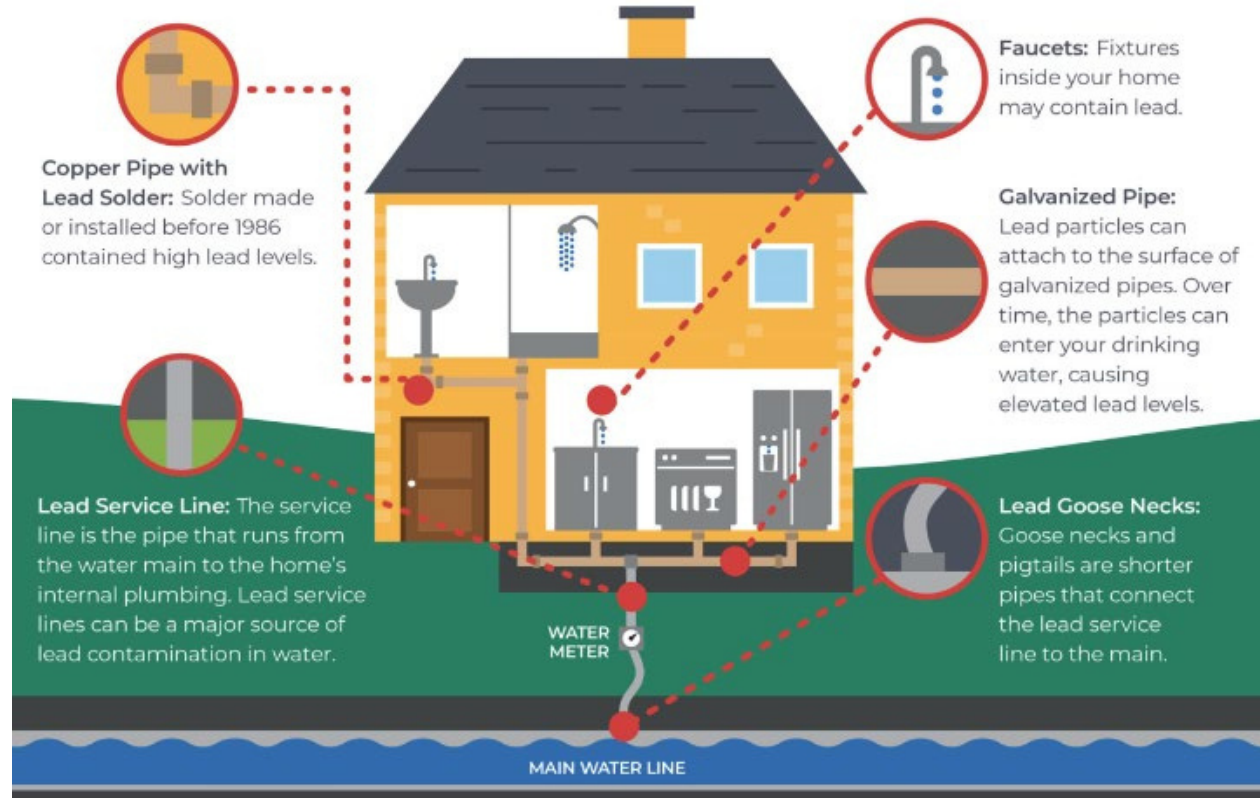 Copper Pipe with
Lead Solder: Solder made
or installed before 1986
contained high lead levels.
Lead Service Line: The service
line is the pipe that runs from
the water main to the home's
internal plumbing. Lead service
lines can be a major source of
lead contamination in water.
Faucets: Fixtures
inside your home
may contain lead.
Galvanized Pipe:
Lead particles can
attach to the surface of
galvanized pipes. Over
time, the particles can
enter your drinking
water, causing
elevated lead levels.
Lead Goose Necks:
Goose necks and
pigtails are shorter
pipes that connect
the lead service
line to the main.
WATER
METER
MAIN WATER LINE